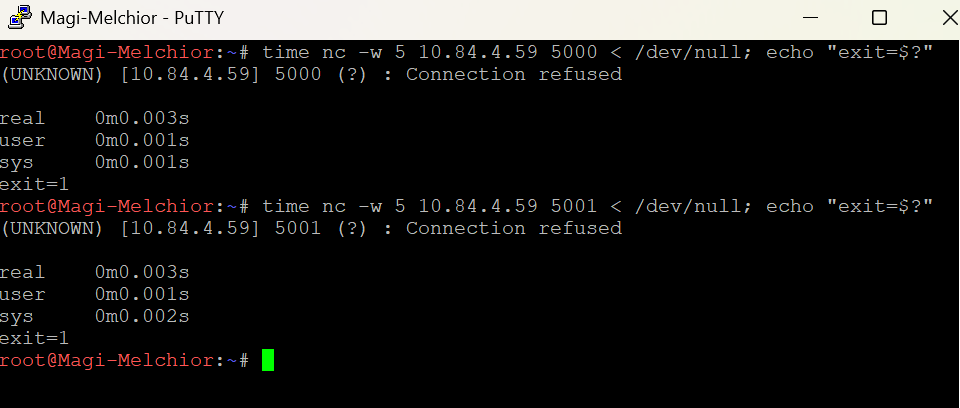 Magi-Melchior - PuTTY
root@Magi-Melchior:~# time nc -w 5 10.84.4.59 5000 < /dev/null; echo "exit=$?"
(UNKNOWN) [10.84.4.59] 5000 (?) : Connection refused
real 0m0.003s
user 0m0.001s
sys 0m0.001s
exit=1
root@Magi-Melchior:~# time nc -w 5 10.84.4.59 5001 < /dev/null; echo "exit=$?"
(UNKNOWN) [10.84.4.59] 5001 (?) : Connection refused
real 0m0.003s
user 0m0.001s
sys 0m0.002s
exit=1
root@Magi-Melchior:~#